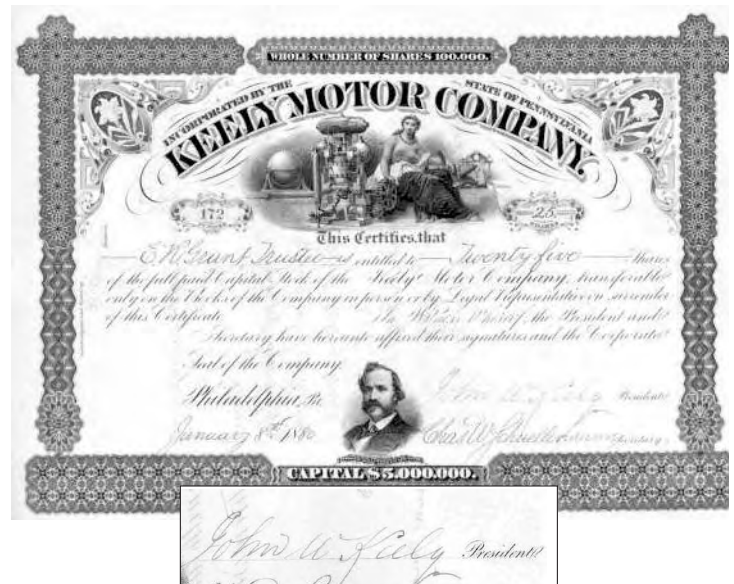 WHOLE NUMBER OF SHARES 100.000.
INCORPORATED BY THE STATE OF PENNSYLVANIA
KEELY MOTOR COMPANY.
172 25
This Certifies that
E. K. Grant Trustee is entitled to Twenty five Shares
of the full paid Capital Stock of the Keely Motor Company, transferable
only on the Books of the Company in person or by Legal Representative on surrender
of this Certificate In Witness Whereof, the President and
Secretary have hereunto affixed their signatures and the Corporate
Seal of the Company.
Philadelphia, Pa. John W Keely President
January 8th 1880 Chas W Secretary
CAPITAL $5.000.000.
John W Keely President